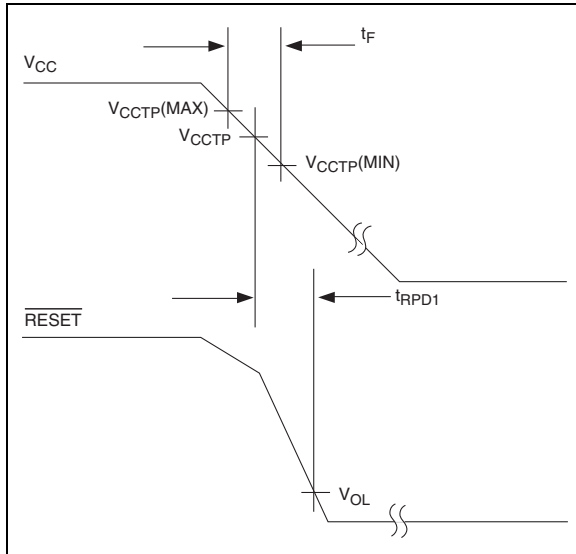 tF
VCC
VCCTP(MAX)
VCCTP
VCCTP(MIN)
tRPD1
RESET
VOL